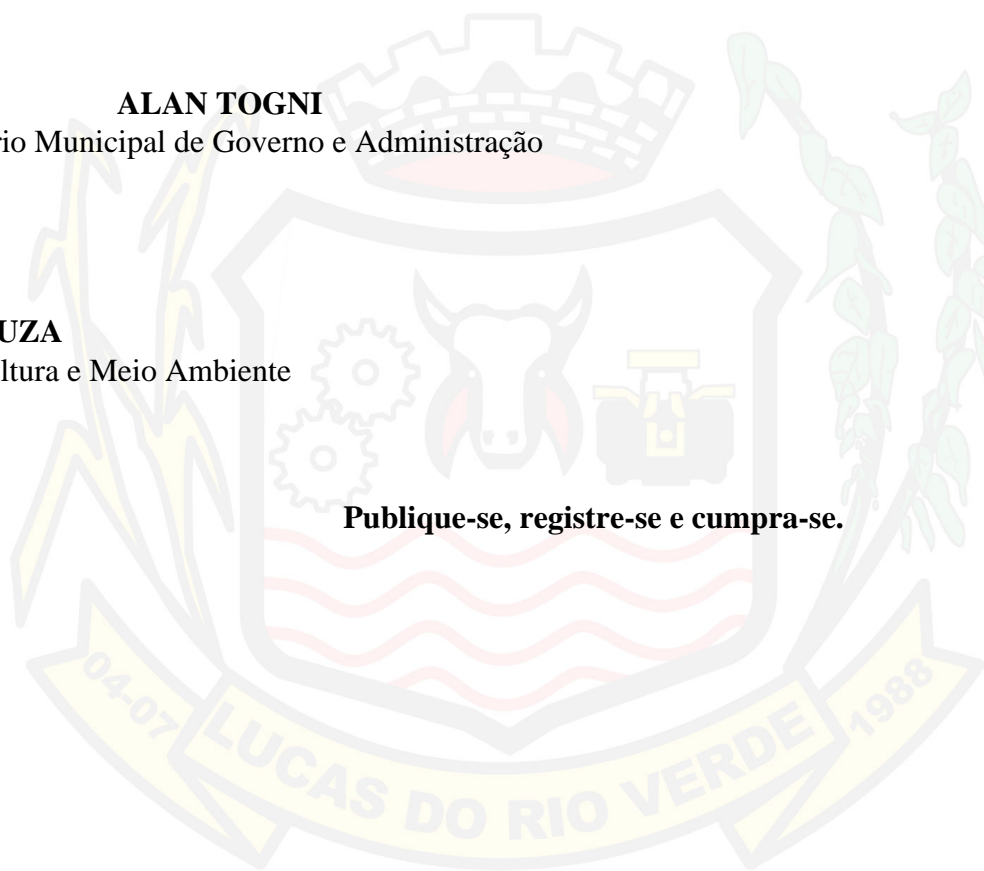 ALAN TOGNI
rio Municipal de Governo e Administração
UZA
ltura e Meio Ambiente
Publique-se, registre-se e cumpra-se.
04-07 LUCAS DO RIO VERDE 1988